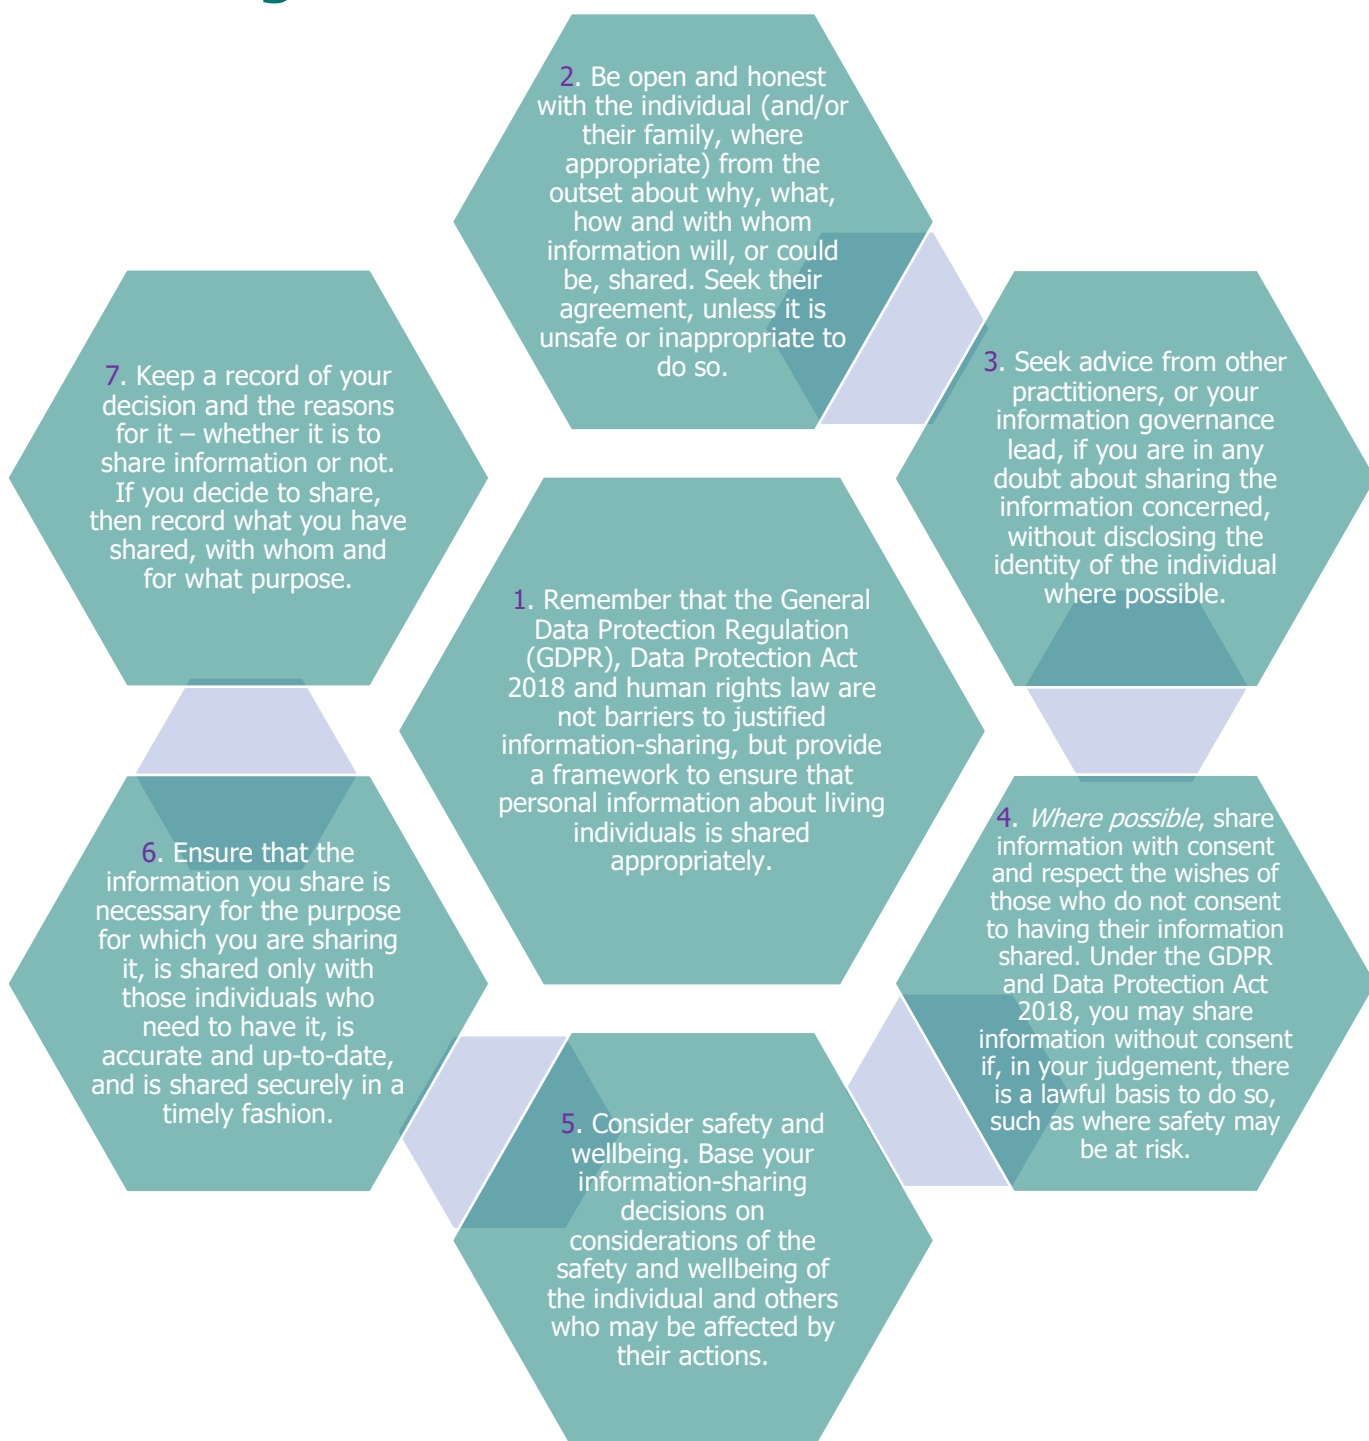 1. Remember that the General
Data Protection Regulation
(GDPR), Data Protection Act
2018 and human rights law are
not barriers to justified
information-sharing, but provide
a framework to ensure that
personal information about living
individuals is shared
appropriately.
2. Be open and honest
with the individual (and/or
their family, where
appropriate) from the
outset about why, what,
how and with whom
information will, or could
be, shared. Seek their
agreement, unless it is
unsafe or inappropriate to
do so.
3. Seek advice from other
practitioners, or your
information governance
lead, if you are in any
doubt about sharing the
information concerned,
without disclosing the
identity of the individual
where possible.
4. Where possible, share
information with consent
and respect the wishes of
those who do not consent
to having their information
shared. Under the GDPR
and Data Protection Act
2018, you may share
information without consent
if, in your judgement, there
is a lawful basis to do so,
such as where safety may
be at risk.
5. Consider safety and
wellbeing. Base your
information-sharing
decisions on
considerations of the
safety and wellbeing of
the individual and others
who may be affected by
their actions.
6. Ensure that the
information you share is
necessary for the purpose
for which you are sharing
it, is shared only with
those individuals who
need to have it, is
accurate and up-to-date,
and is shared securely in a
timely fashion.
7. Keep a record of your
decision and the reasons
for it – whether it is to
share information or not.
If you decide to share,
then record what you have
shared, with whom and
for what purpose.